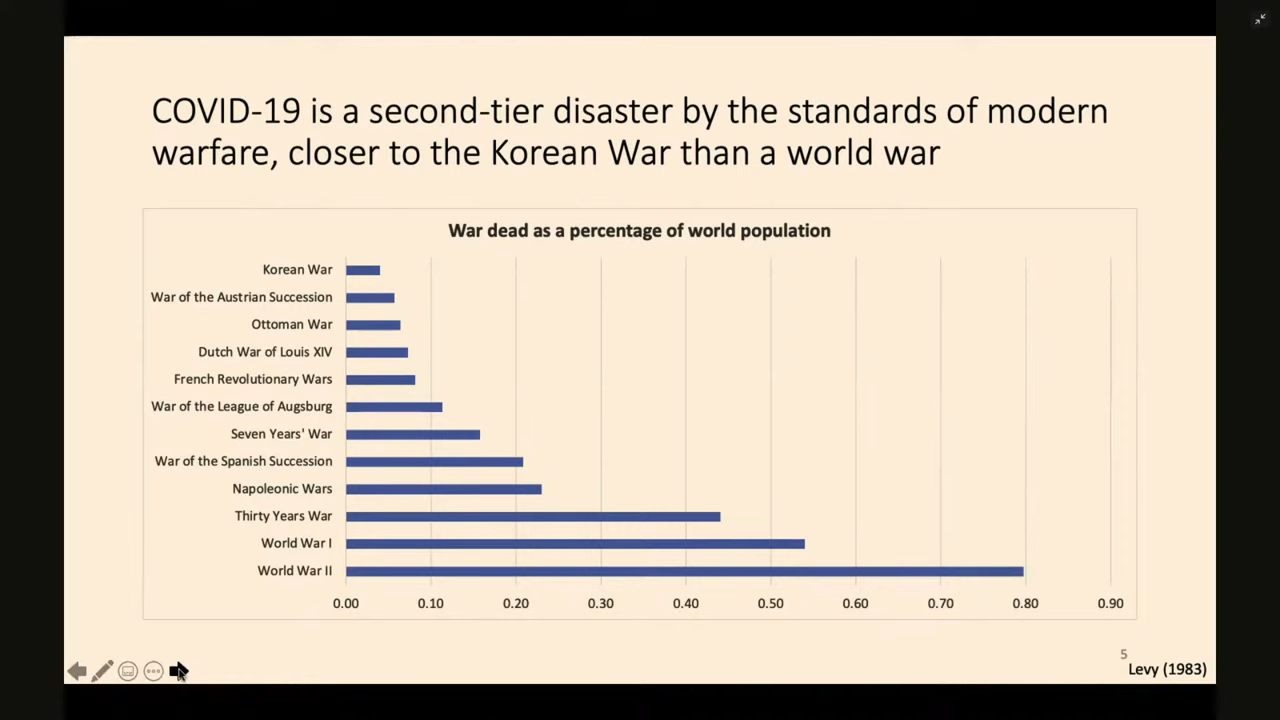 COVID-19 is a second-tier disaster by the standards of modern
warfare, closer to the Korean War than a world war
War dead as a percentage of world population
Korean War
War of the Austrian Succession
Ottoman War
Dutch War of Louis XIV
French Revolutionary Wars
War of the League of Augsburg
Seven Years' War
War of the Spanish Succession
Napoleonic Wars
Thirty Years War
World War I
World War II
0.00 0.10 0.20 0.30 0.40 0.50 0.60 0.70 0.80 0.90
5
Levy (1983)